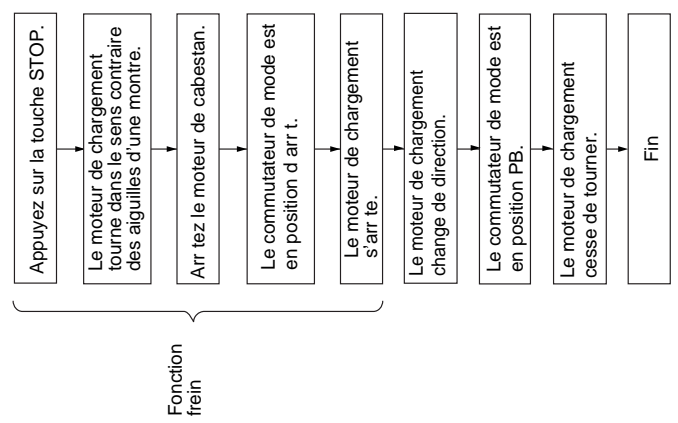 Appuyez sur la touche STOP.
Le moteur de chargement
tourne dans le sens contraire
des aiguilles d'une montre.
Arr tez le moteur de cabestan.
Le commutateur de mode est
en position d arr t.
Le moteur de chargement
s'arr te.
Fonction
frein
Le moteur de chargement
change de direction.
Le commutateur de mode est
en position PB.
Le moteur de chargement
cesse de tourner.
Fin